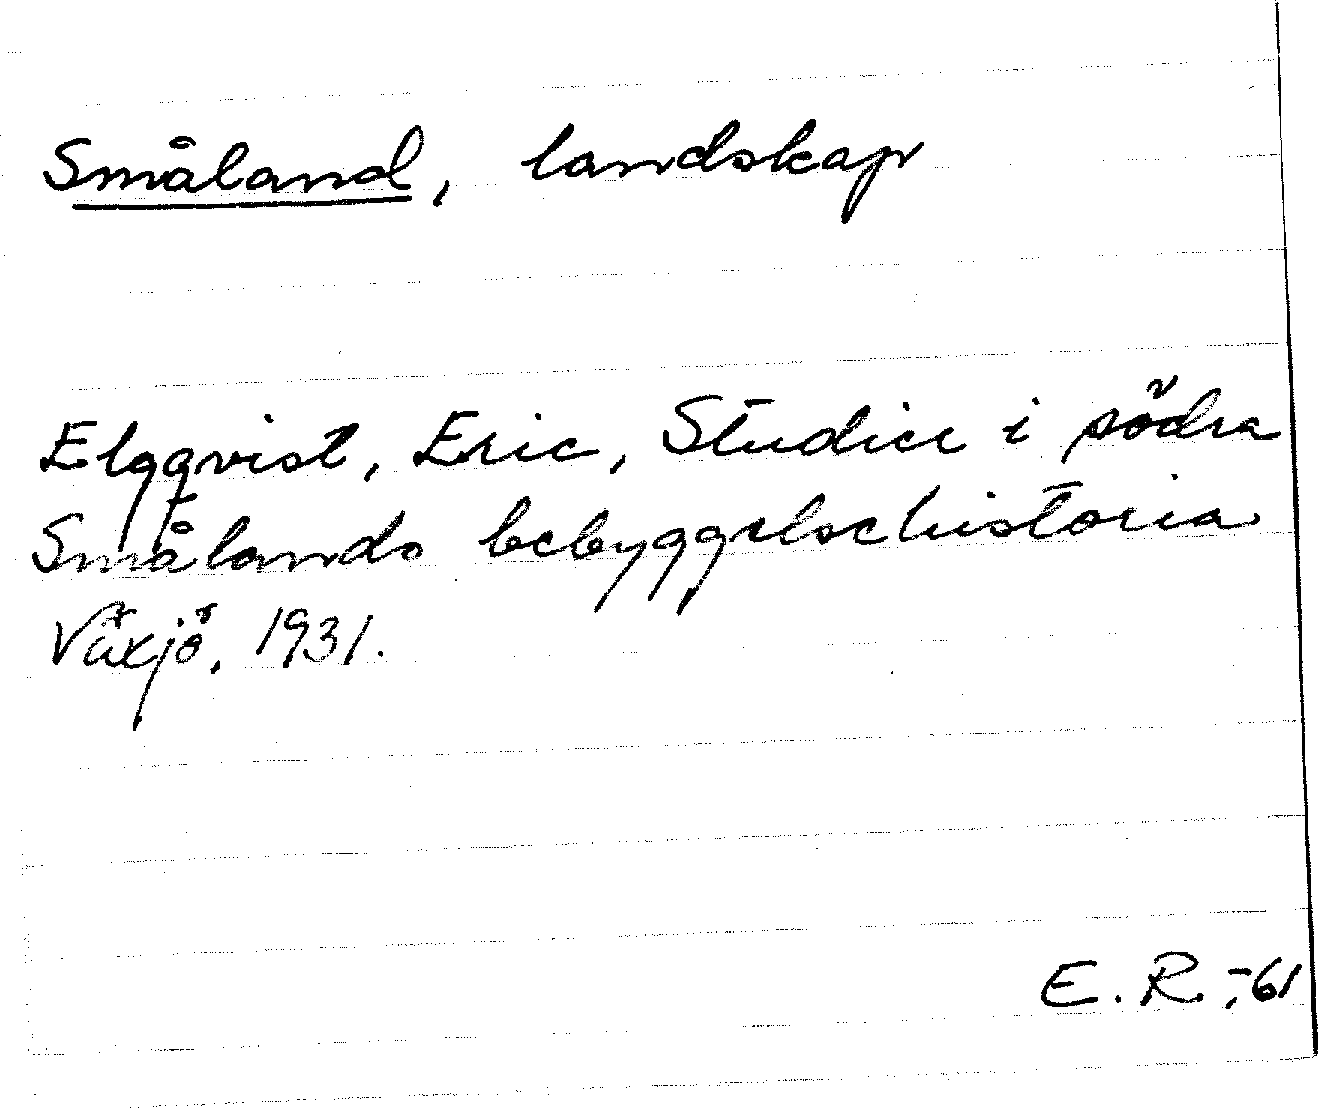 Småland, landskap
Elgqvist, Eric, Studier i södra
Smålands bebyggelsehistoria
Växjö, 1931.
E. R. -61